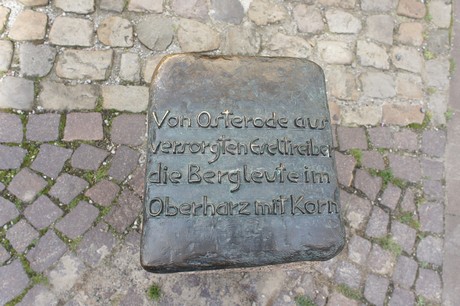 Von Osterode aus
versorgten Eseltreiber
die Bergleute im
Oberharz mit Korn